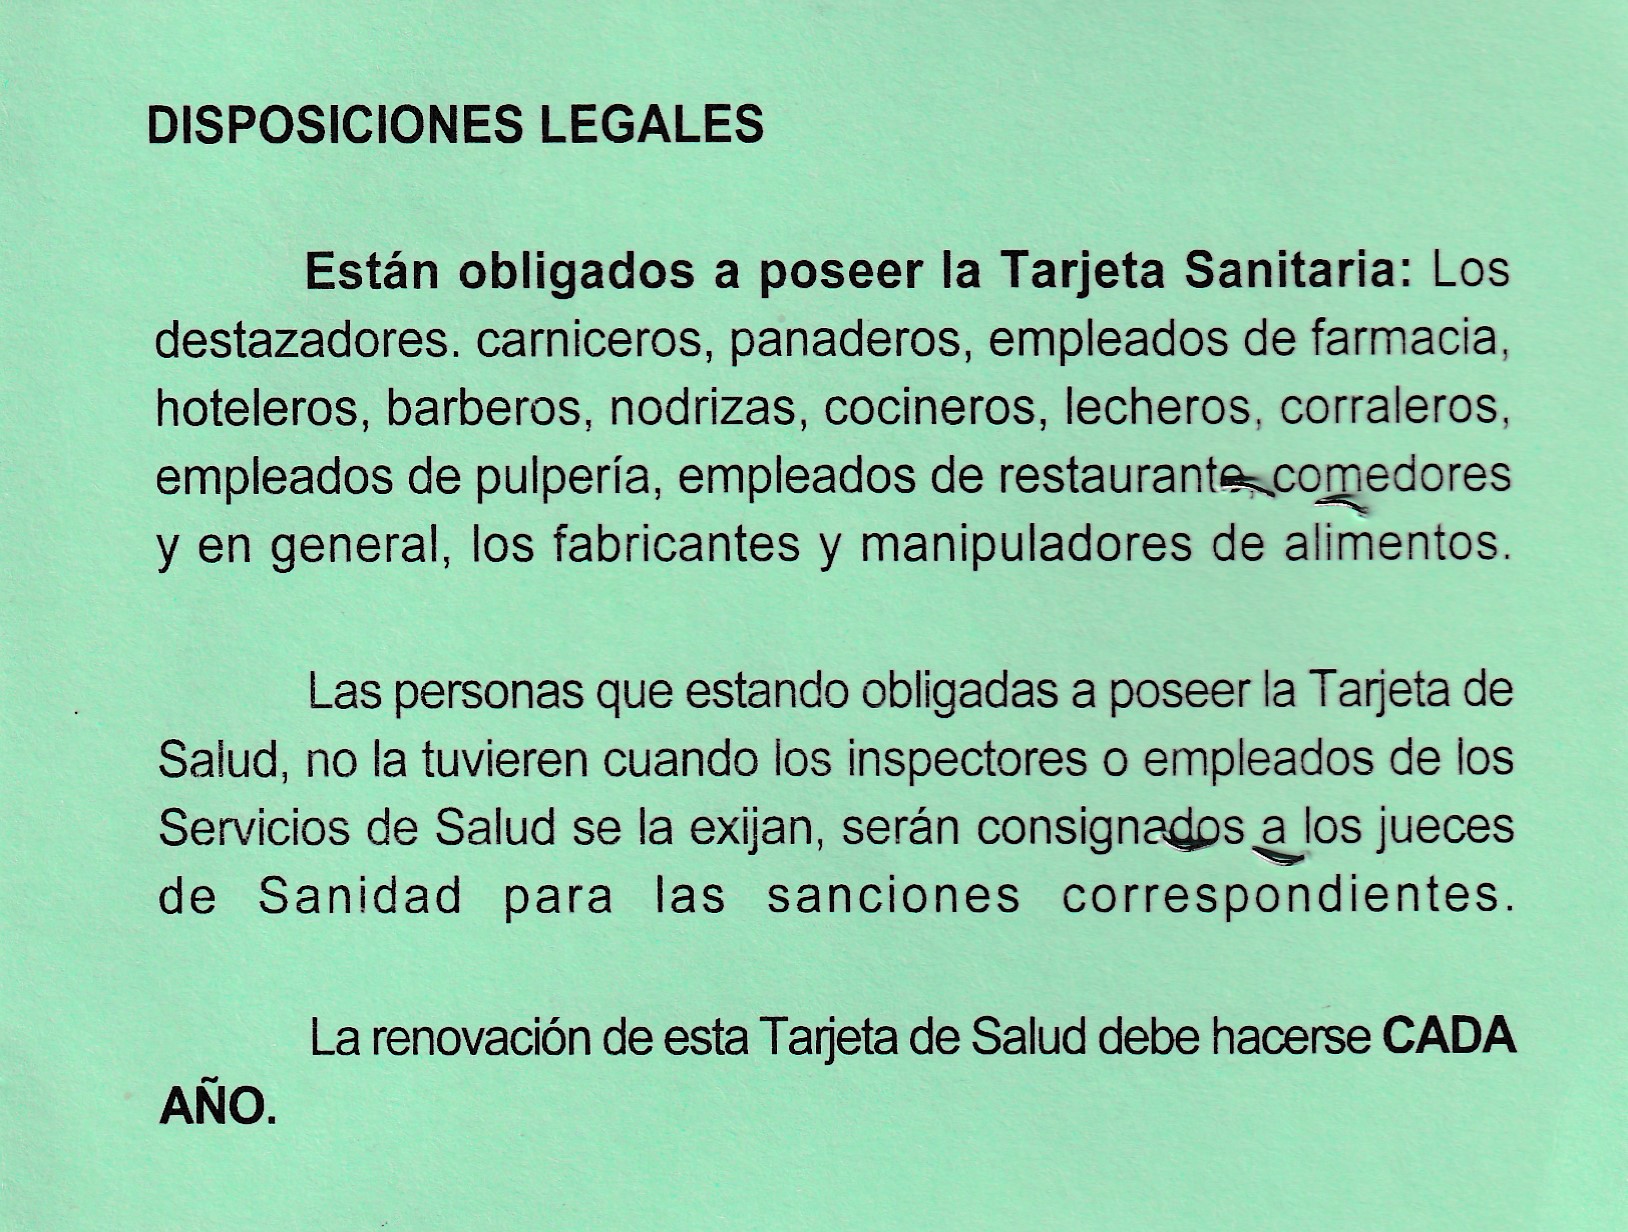 DISPOSICIONES LEGALES
Están obligados a poseer la Tarjeta Sanitaria: Los
destazadores. carniceros, panaderos, empleados de farmacia,
hoteleros, barberos, nodrizas, cocineros, lecheros, corraleros,
empleados de pulpería, empleados de restaurante, comedores
y en general, los fabricantes y manipuladores de alimentos.
Las personas que estando obligadas a poseer la Tarjeta de
Salud, no la tuvieren cuando los inspectores o empleados de los
Servicios de Salud se la exijan, serán consignados a los jueces
de Sanidad para las sanciones correspondientes.
La renovación de esta Tarjeta de Salud debe hacerse CADA
AÑO.